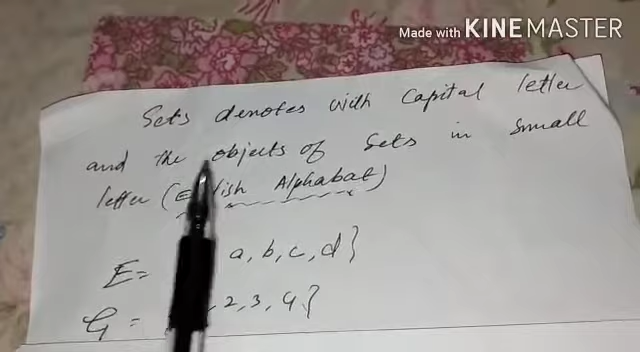 Made with KINEMASTER
Sets denotes with Capital letter
and the objects of Sets in small
letter (English Alphabat)
E= a, b, c, d}
G = 2, 3, 4}